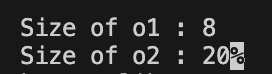 Size of o1 : 8
Size of o2 : 20%